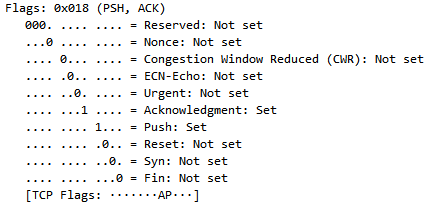 Flags: 0x018 (PSH, ACK)
000. .... .... = Reserved: Not set
...0 .... .... = Nonce: Not set
.... 0... .... = Congestion Window Reduced (CWR): Not set
.... .0.. .... = ECN-Echo: Not set
.... ..0. .... = Urgent: Not set
.... ...1 .... = Acknowledgment: Set
.... .... 1... = Push: Set
.... .... .0.. = Reset: Not set
.... .... ..0. = Syn: Not set
.... .... ...0 = Fin: Not set
[TCP Flags: ·······AP···]